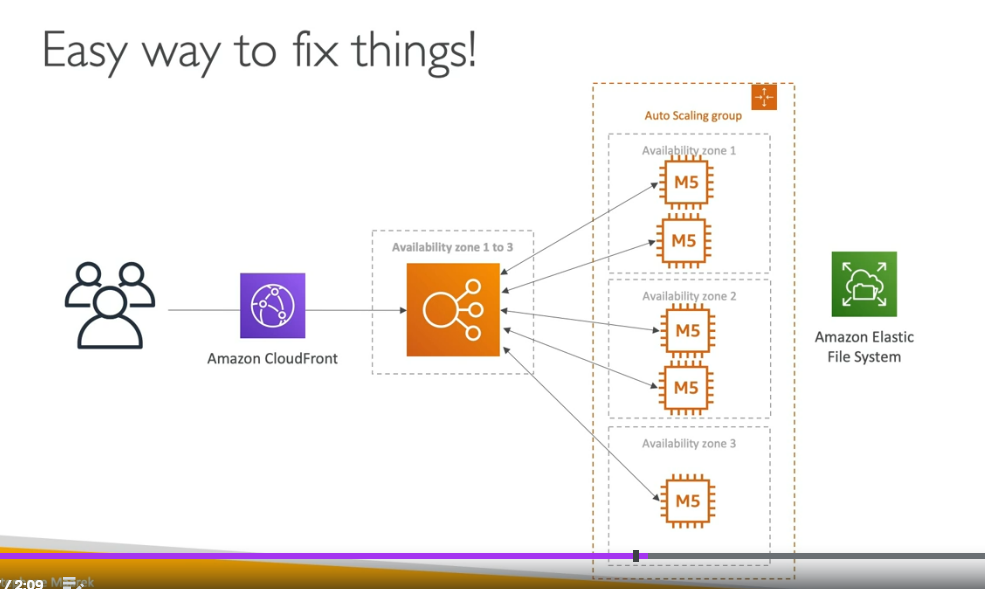 Easy way to fix things!
Auto Scaling group
Availability zone 1
M5
M5
Availability zone 1 to 3
Availability zone 2
M5
M5
Amazon CloudFront
Amazon Elastic
File System
Availability zone 3
M5
/ 2:09